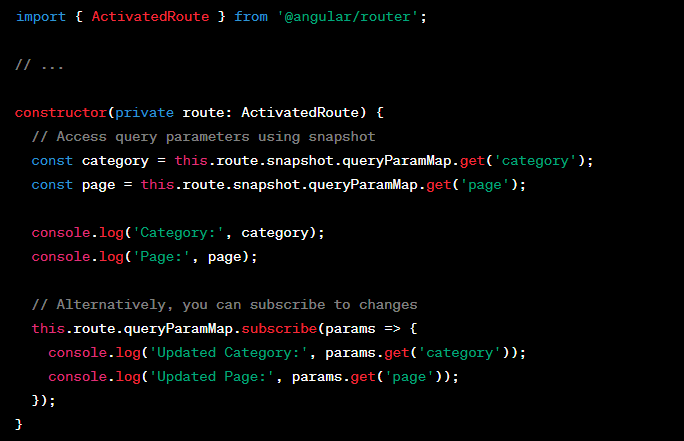 import { ActivatedRoute } from '@angular/router';
// ...
constructor(private route: ActivatedRoute) {
  // Access query parameters using snapshot
  const category = this.route.snapshot.queryParamMap.get('category');
  const page = this.route.snapshot.queryParamMap.get('page');
  console.log('Category:', category);
  console.log('Page:', page);
  // Alternatively, you can subscribe to changes
  this.route.queryParamMap.subscribe(params => {
    console.log('Updated Category:', params.get('category'));
    console.log('Updated Page:', params.get('page'));
  });
}